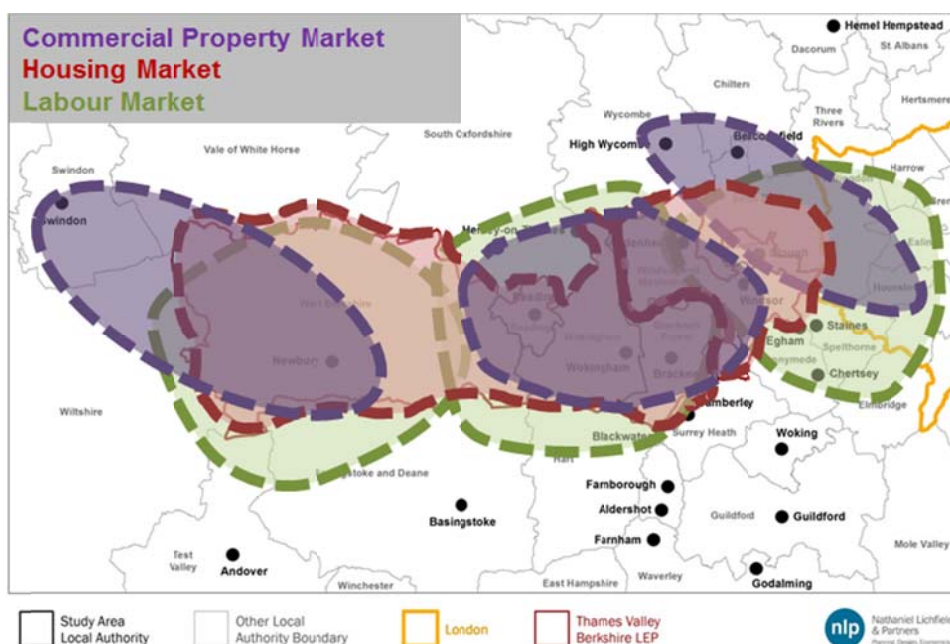 Commercial Property Market
Housing Market
Labour Market
Hemel Hempstead
Dacorum
St Albans
Chiltern
Three
Rivers
Hertsmere
Wycombe
South Oxfordshire
High Wycombe
Vale of White Horse
Swindon
Harrow
Swindon
Slough
Windsor
West Berkshire
Reading
Newbury
Wokingham
Egham
Staines
Spelthorne
Chertsey
Elmbridge
Wiltshire
Blackwater
Surrey Heath
Woking
Hart
Farnborough
Aldershot
Guildford
Guildford
Basingstoke
Farnham
Mole Valley
Test
Valley
Andover
Winchester
East Hampshire
Waverley
Godalming
Study Area
Local Authority
Other Local
Authority Boundary
London
Thames Valley
Berkshire LEP
nlp
Nathaniel Lichfield
& Partners